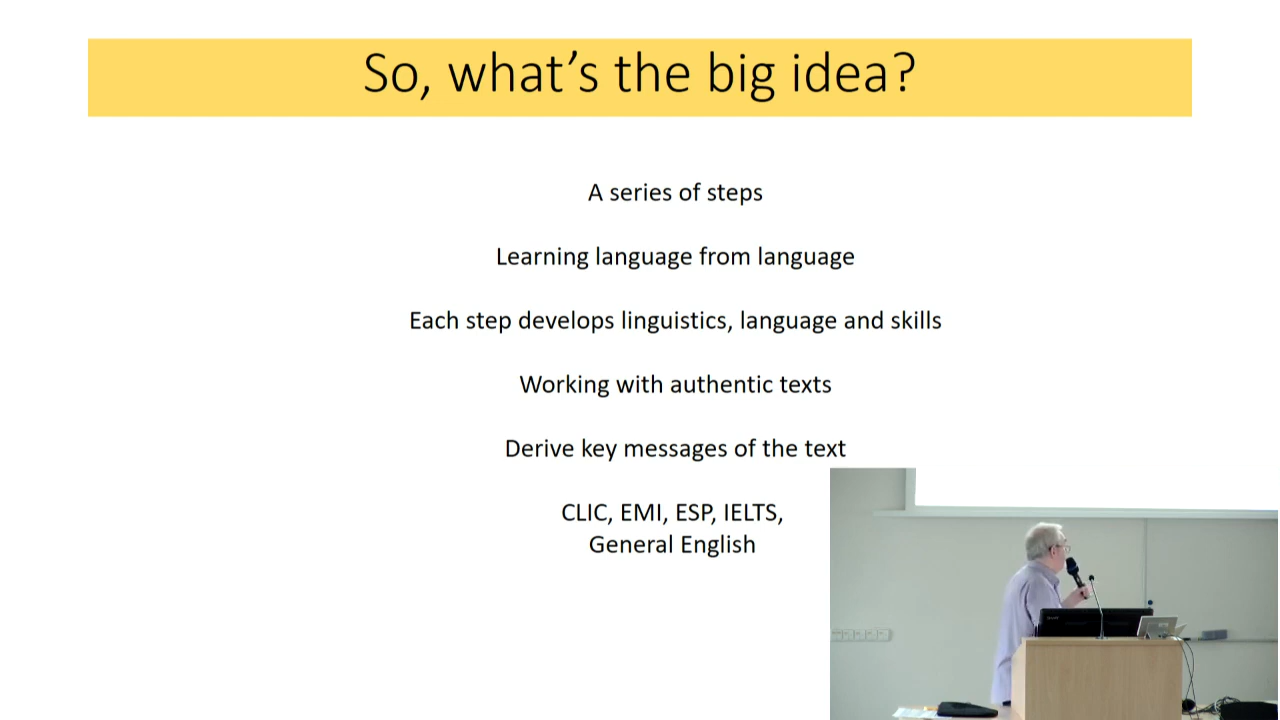 So, what's the big idea?
A series of steps
Learning language from language
Each step develops linguistics, language and skills
Working with authentic texts
Derive key messages of the text
CLIC, EMI, ESP, IELTS,
General English